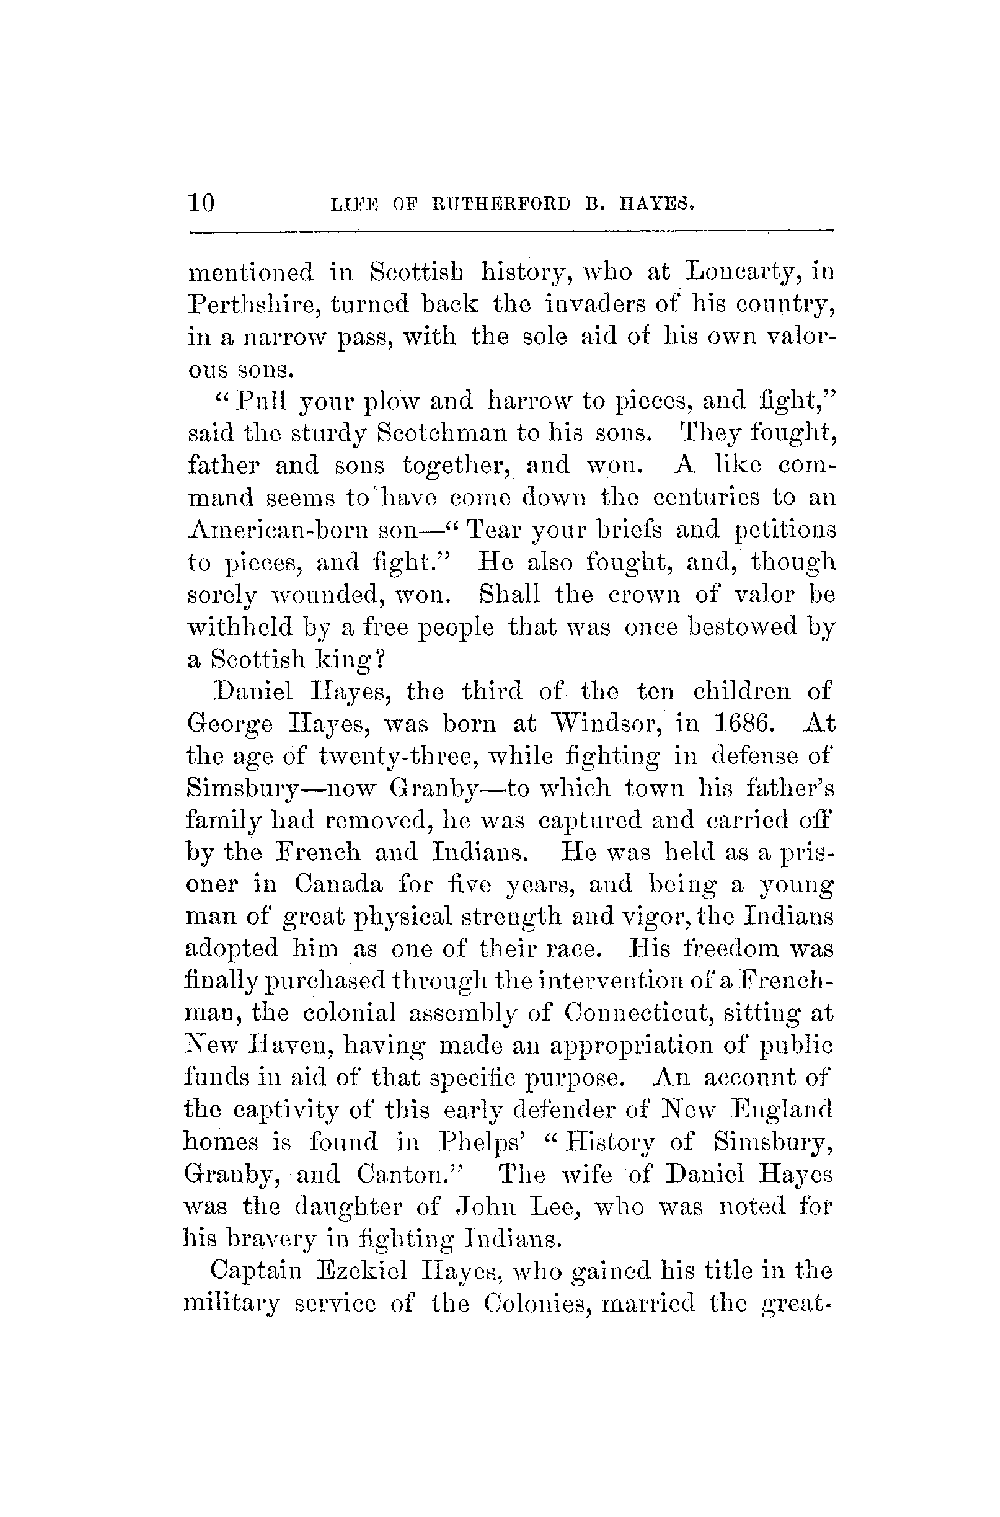 10 LIFE OF RUTHERFORD B. HAYES.
mentioned in Scottish history, who at Loncarty, in
Perthshire, turned back the invaders of his country,
in a narrow pass, with the sole aid of his own valor-
ous sons.
"Pull your plow and harrow to pieces, and fight,"
said the sturdy Scotchman to his sons. They fought,
father and sons together, and won. A like com-
mand seems to have come down the centuries to an
American-born son—"Tear your briefs and petitions
to pieces, and fight." He also fought, and, though
sorely wounded, won. Shall the crown of valor be
withheld by a free people that was once bestowed by
a Scottish king?
Daniel Hayes, the third of the ten children of
George Hayes, was born at Windsor, in 1686. At
the age of twenty-three, while fighting in defense of
Simsbury—now Granby—to which town his father's
family had removed, he was captured and carried off
by the French and Indians. He was held as a pris-
oner in Canada for five years, and being a young
man of great physical strength and vigor, the Indians
adopted him as one of their race. His freedom was
finally purchased through the intervention of a French-
man, the colonial assembly of Connecticut, sitting at
New Haven, having made an appropriation of public
funds in aid of that specific purpose. An account of
the captivity of this early defender of New England
homes is found in Phelps' "History of Simsbury,
Granby, and Canton." The wife of Daniel Hayes
was the daughter of John Lee, who was noted for
his bravery in fighting Indians.
Captain Ezekiel Hayes, who gained his title in the
military service of the Colonies, married the great-